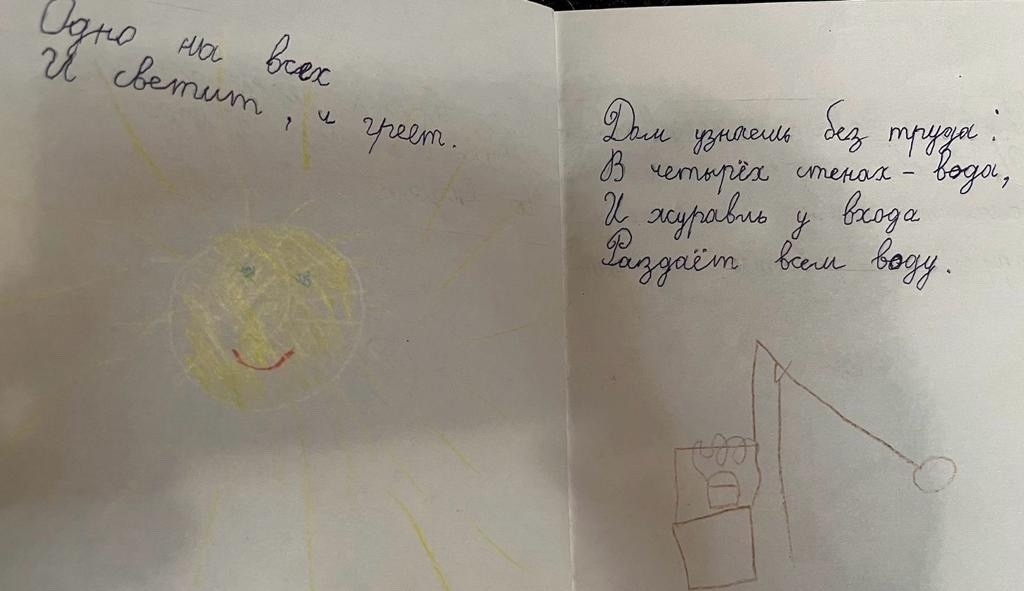 Одно на всех
И светит, и греет.
Дом узнаешь без труда:
В четырёх стенах - вода,
И журавль у входа
Раздаёт всем воду.